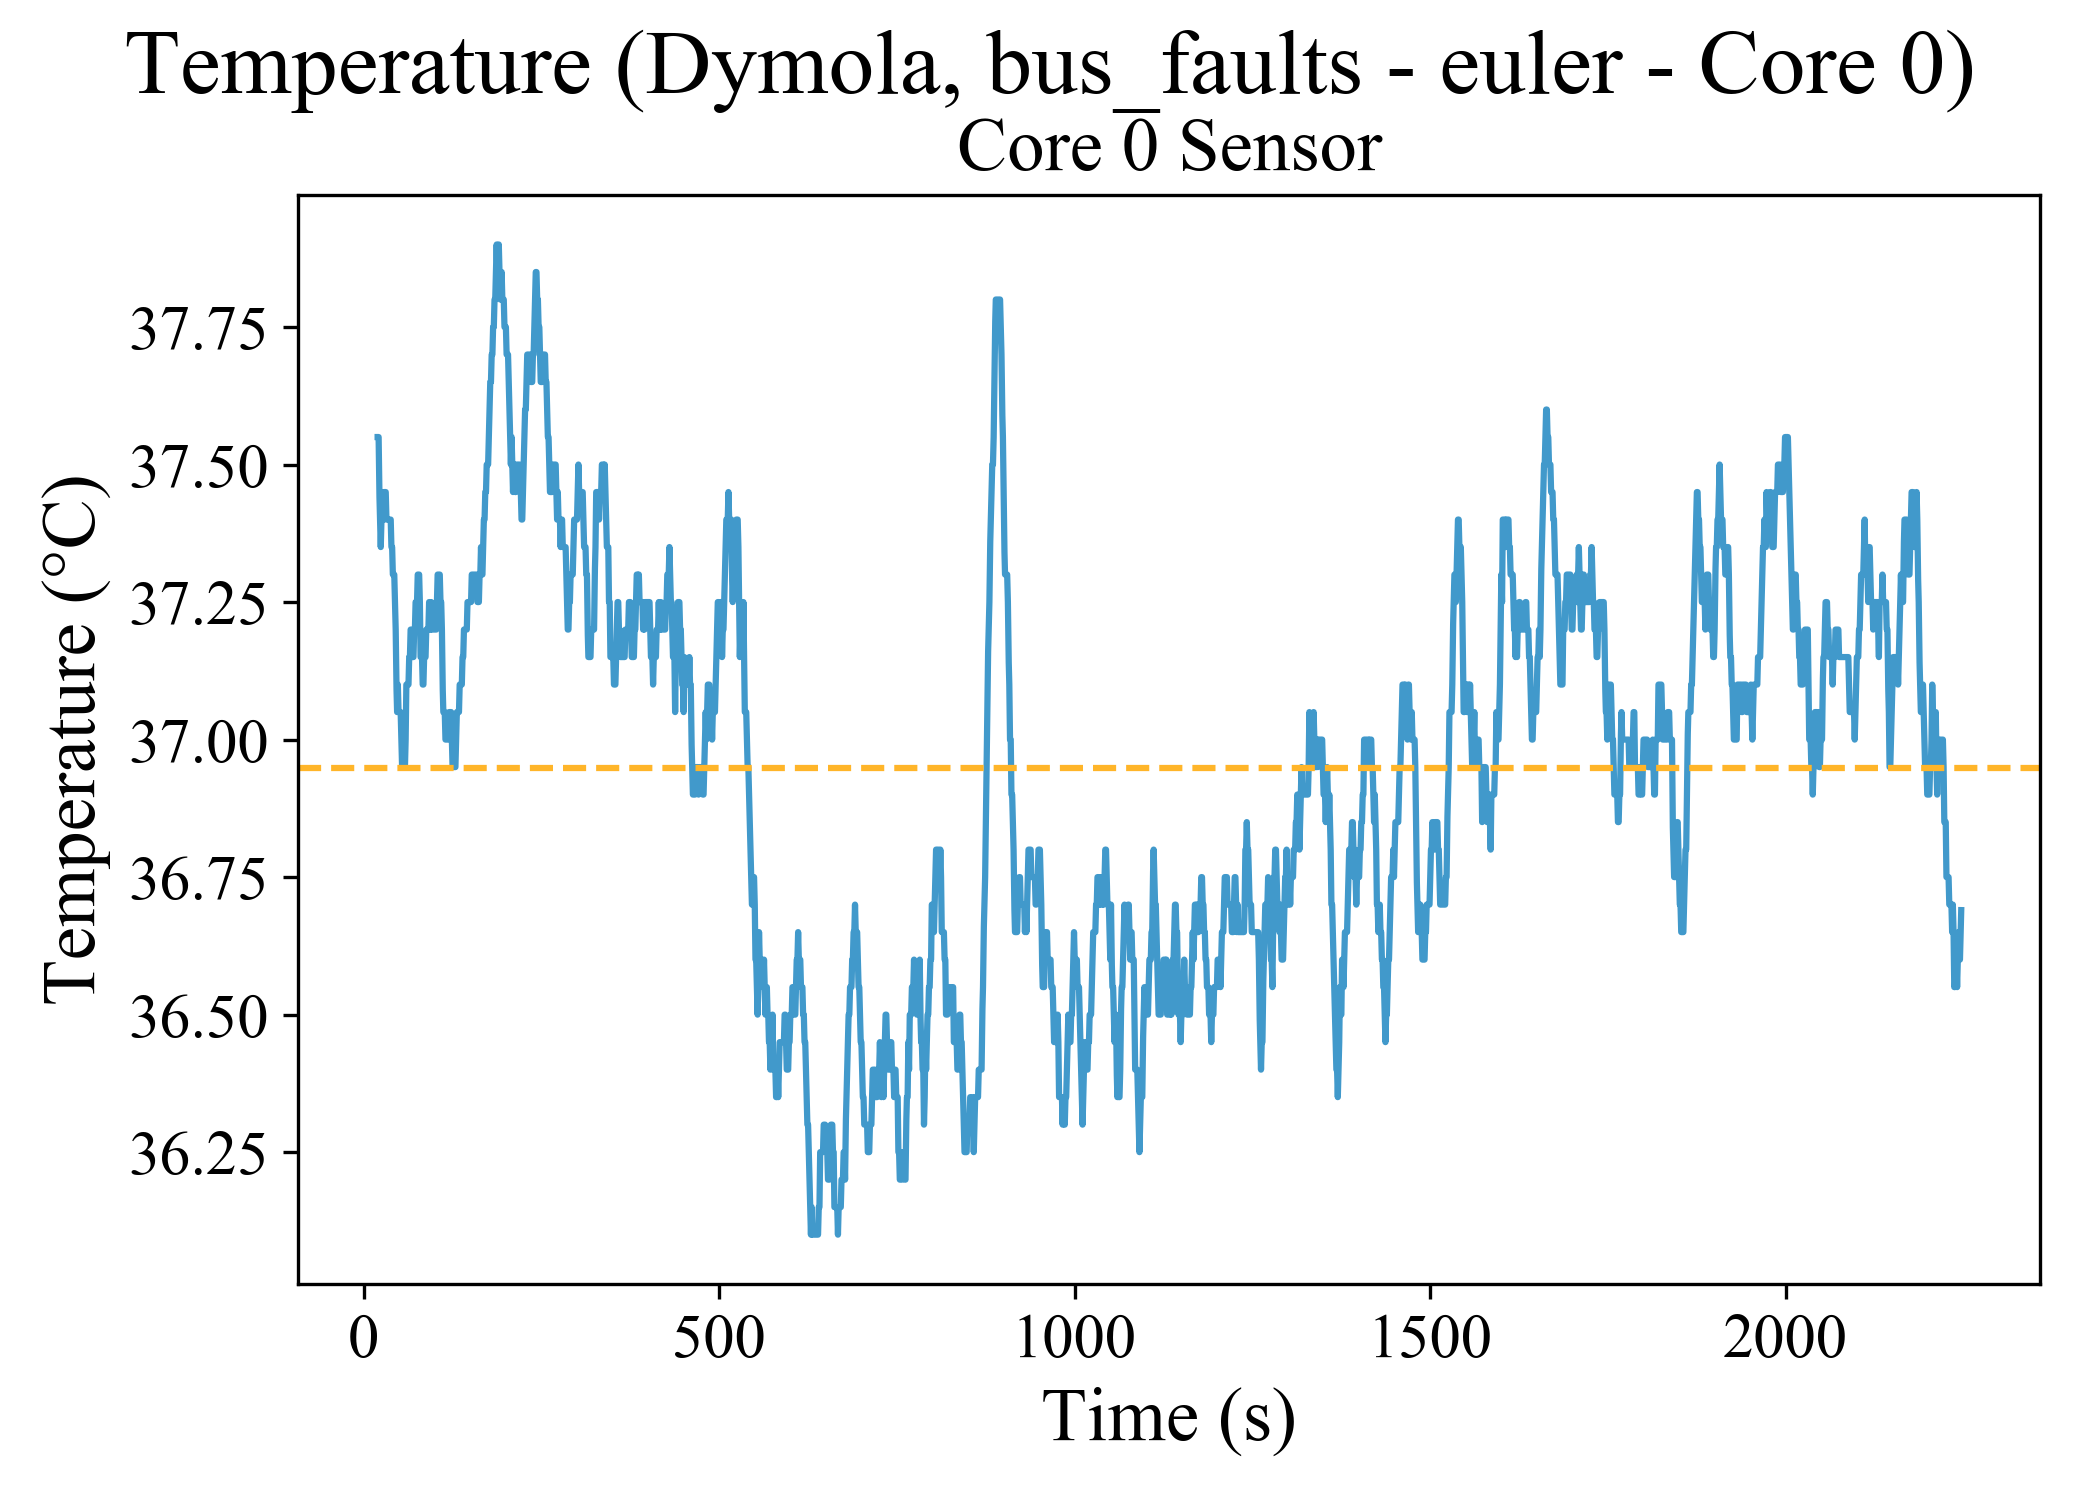 Temperature (Dymola, bus_faults - euler - Core 0)
Core 0 Sensor
Temperature (°C)
37.75
37.50
37.25
37.00
36.75
36.50
36.25
0 500 1000 1500 2000
Time (s)